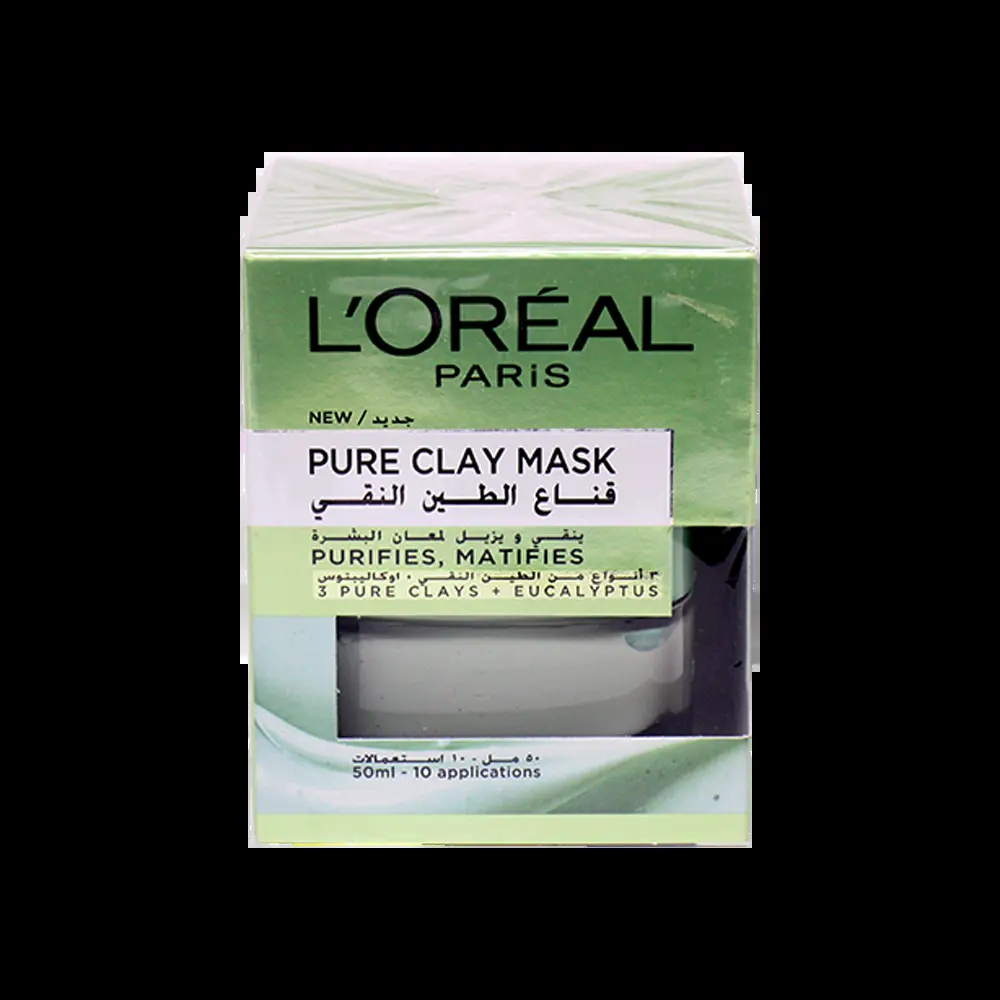 L'ORÉAL
PARiS
NEW / جديد
PURE CLAY MASK
قناع الطين النقي
ينقي و يزيل لمعان البشرة
PURIFIES, MATIFIES
٣ أنواع من الطين النقي ٠ اوكاليبتوس
3 PURE CLAYS + EUCALYPTUS
٥٠ مل - ١٠ استعمالات
50ml - 10 applications